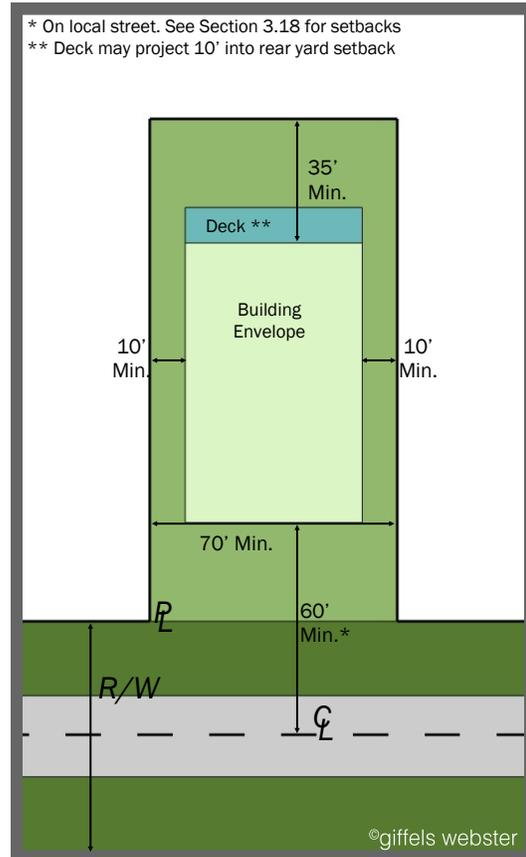 * On local street. See Section 3.18 for setbacks
** Deck may project 10’ into rear yard setback
35’
Min.
Deck **
Building
Envelope
10’
Min.
10’
Min.
70’ Min.
PL
60’
Min.*
R/W
CL
©giffels webster